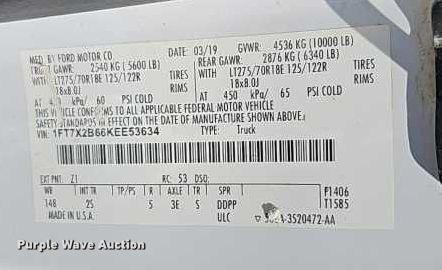 MFD BY FORD MOTOR CO
03/19 GVWR: 4536 KG (10000 LB)
GAWR: 2540 KG (5600 LB) REAR GAWR: 2876 KG (6340 LB)
WITH LT275/70R18E 125/122R TIRES WITH LT275/70R18E 125/122R TIRES
18x8.0J RIMS 18x8.0J
AT kPa/ 60 PSI COLD AT 450 kPa/ 65 PSI COLD
THIS VEHICLE CONFORMS TO ALL APPLICABLE FEDERAL MOTOR VEHICLE
SAFETY STANDARDS IN EFFECT ON THE DATE OF MANUFACTURE SHOWN ABOVE
VIN: 1FT7X2B66KEE53634 TYPE: Truck
EXT PNT: Z1 RC: 53 DSO:
WB INT TR TP/PS R AXLE TR S SPR F1406
148 2S 5 3E S DDPP T1585
MADE IN U.S.A. ULC 3520472-AA
Purple Wave Auction